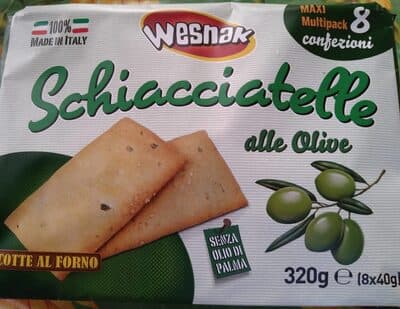 100%
MADE IN ITALY
Wesnak
MAXI
Multipack 8
confezioni
Schiacciatelle
alle Olive
SENZA
OLIO DI
PALMA
COTTE AL FORNO
320g e (8x40g)